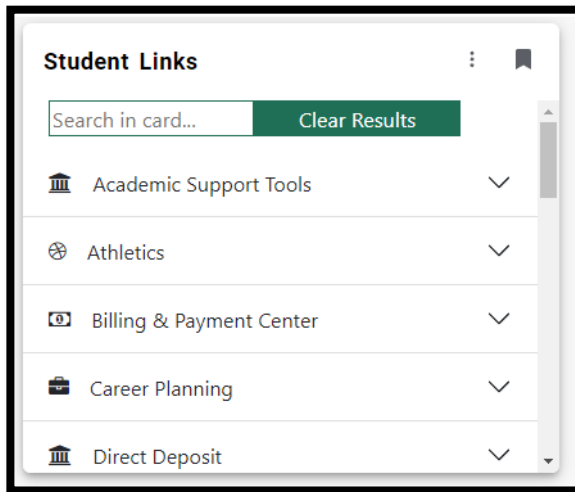 Student Links
Search in card... Clear Results
Academic Support Tools
Athletics
Billing & Payment Center
Career Planning
Direct Deposit